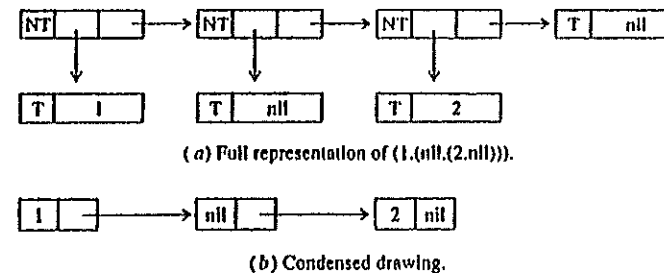 NT NT NT T nil
T 1 T nil T 2
(a) Full representation of (1.(nil.(2.nil))).
1 nil 2 nil
(b) Condensed drawing.